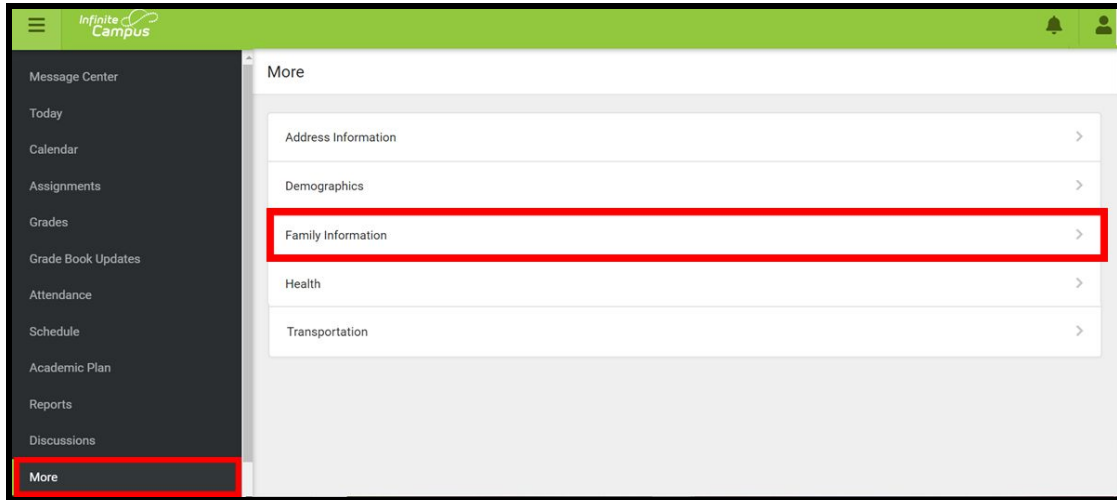 Infinite
Campus
Message Center
Today
Calendar
Assignments
Grades
Grade Book Updates
Attendance
Schedule
Academic Plan
Reports
Discussions
More
More
Address Information
Demographics
Family Information
Health
Transportation